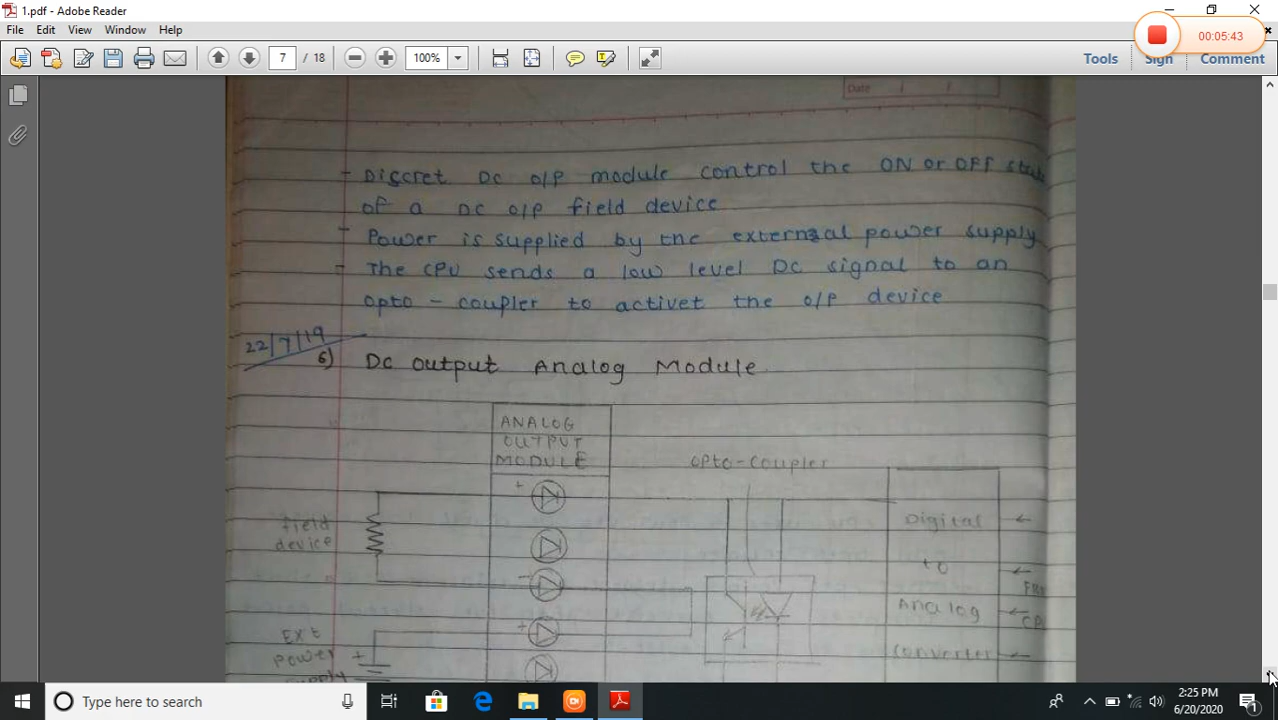 1.pdf - Adobe Reader
File Edit View Window Help
00:05:43
7 / 18
100%
Tools Sign Comment
Date
- Discret DC O/P module control the ON or OFF
of a DC O/P field device
- Power is supplied by the external power supply
- The CPU sends a low level DC signal to an
opto - coupler to activet the O/P device
22/7/19
6) DC output Analog Module
ANALOG
OUTPUT
MODULE
opto-coupler
field
device
Digital
to
Analog
converter
+
-
+
Ext
power +
supply
Type here to search
2:25 PM
6/20/2020
1